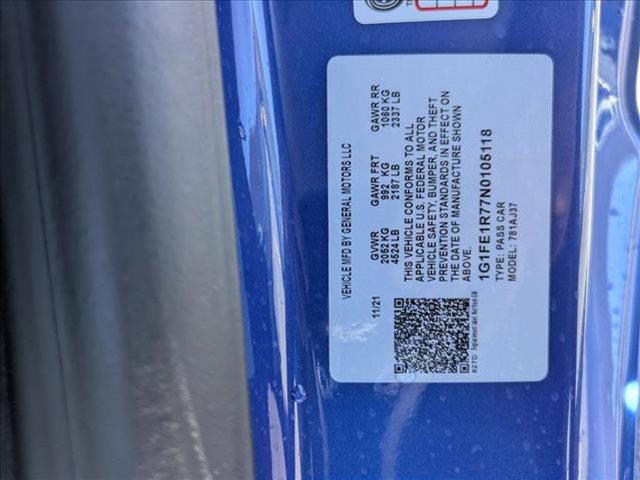 VEHICLE MFD BY GENERAL MOTORS LLC
11/21 GVWR GAWR FRT GAWR RR
2052 KG 992 KG 1060 KG
4524 LB 2187 LB 2337 LB
THIS VEHICLE CONFORMS TO ALL
APPLICABLE U.S. FEDERAL MOTOR
VEHICLE SAFETY, BUMPER, AND THEFT
PREVENTION STANDARDS IN EFFECT ON
THE DATE OF MANUFACTURE SHOWN
ABOVE.
1G1FE1R77N0105118
TYPE: PASS CAR
MODEL: 781AJ37